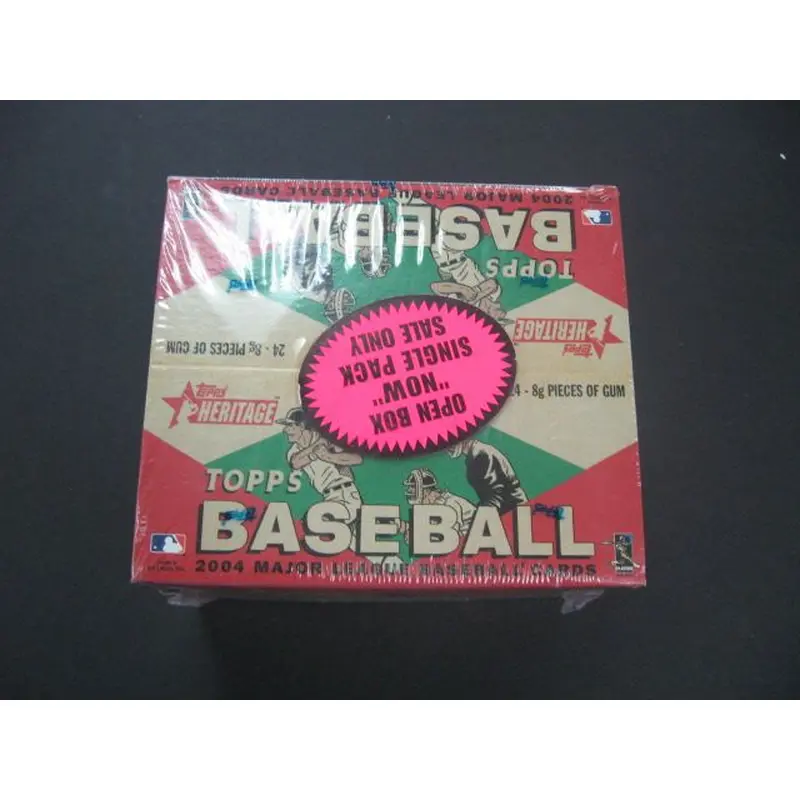 2004 MAJOR LEAGUE BASEBALL CARDS
BASEBALL
TOPPS
Topps
HERITAGE
24 - 8g PIECES OF GUM
OPEN BOX
"NOW"
SINGLE PACK
SALE ONLY
4 - 8g PIECES OF GUM
Topps
HERITAGE
TOPPS
BASEBALL
2004 MAJOR LEAGUE BASEBALL CARDS